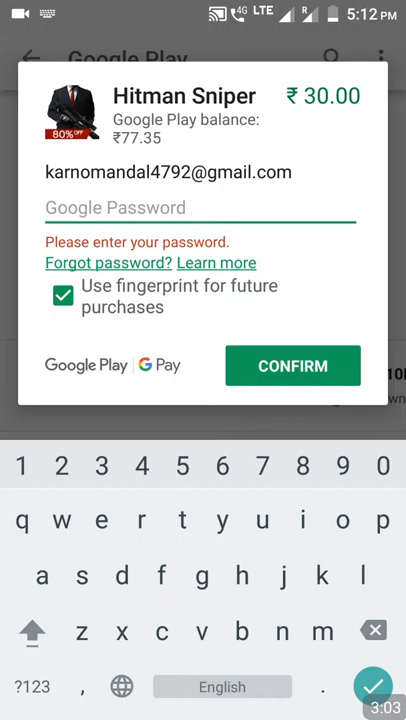 4G LTE 5:12 PM
Google Play
Hitman Sniper ₹ 30.00
80% OFF
Google Play balance:
₹77.35
karnomandal4792@gmail.com
Google Password
Please enter your password.
Forgot password? Learn more
Use fingerprint for future
purchases
Google Play | G Pay CONFIRM
1 2 3 4 5 6 7 8 9 0
q w e r t y u i o p
a s d f g h j k l
z x c v b n m
?123 , English .
3:03